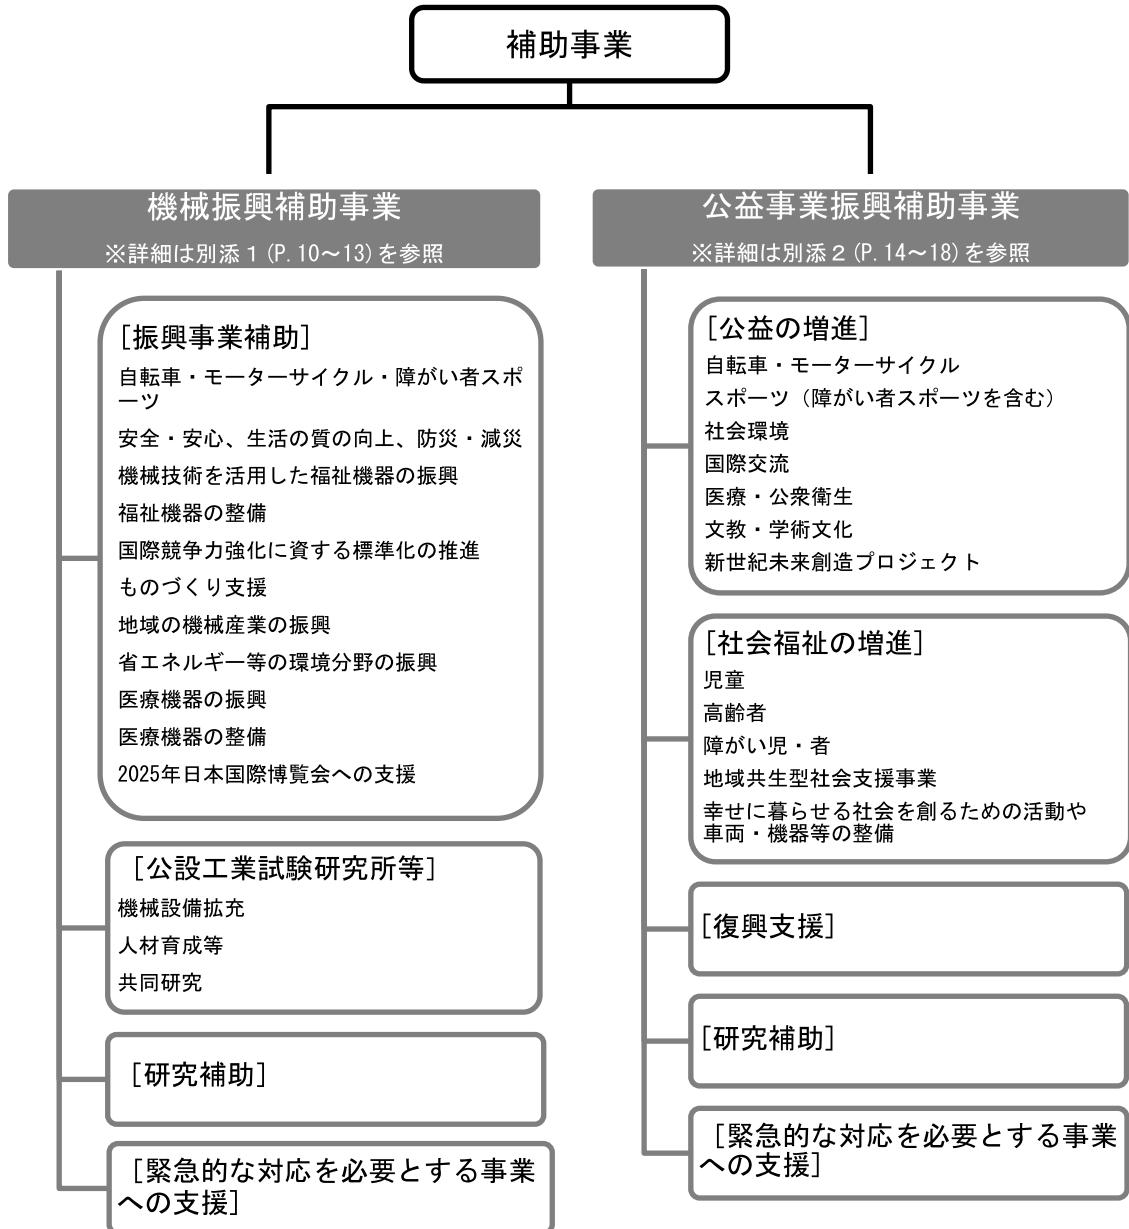 補助事業
機械振興補助事業
※詳細は別添1(P.10～13)を参照
[振興事業補助]
自転車・モーターサイクル・障がい者スポ
ーツ
安全・安心、生活の質の向上、防災・減災
機械技術を活用した福祉機器の振興
福祉機器の整備
国際競争力強化に資する標準化の推進
ものづくり支援
地域の機械産業の振興
省エネルギー等の環境分野の振興
医療機器の振興
医療機器の整備
2025年日本国際博覧会への支援
[公設工業試験研究所等]
機械設備拡充
人材育成等
共同研究
[研究補助]
[緊急的な対応を必要とする事業
への支援]
公益事業振興補助事業
※詳細は別添2(P.14～18)を参照
[公益の増進]
自転車・モーターサイクル
スポーツ（障がい者スポーツを含む）
社会環境
国際交流
医療・公衆衛生
文教・学術文化
新世紀未来創造プロジェクト
[社会福祉の増進]
児童
高齢者
障がい児・者
地域共生型社会支援事業
幸せに暮らせる社会を創るための活動や
車両・機器等の整備
[復興支援]
[研究補助]
[緊急的な対応を必要とする事業
への支援]